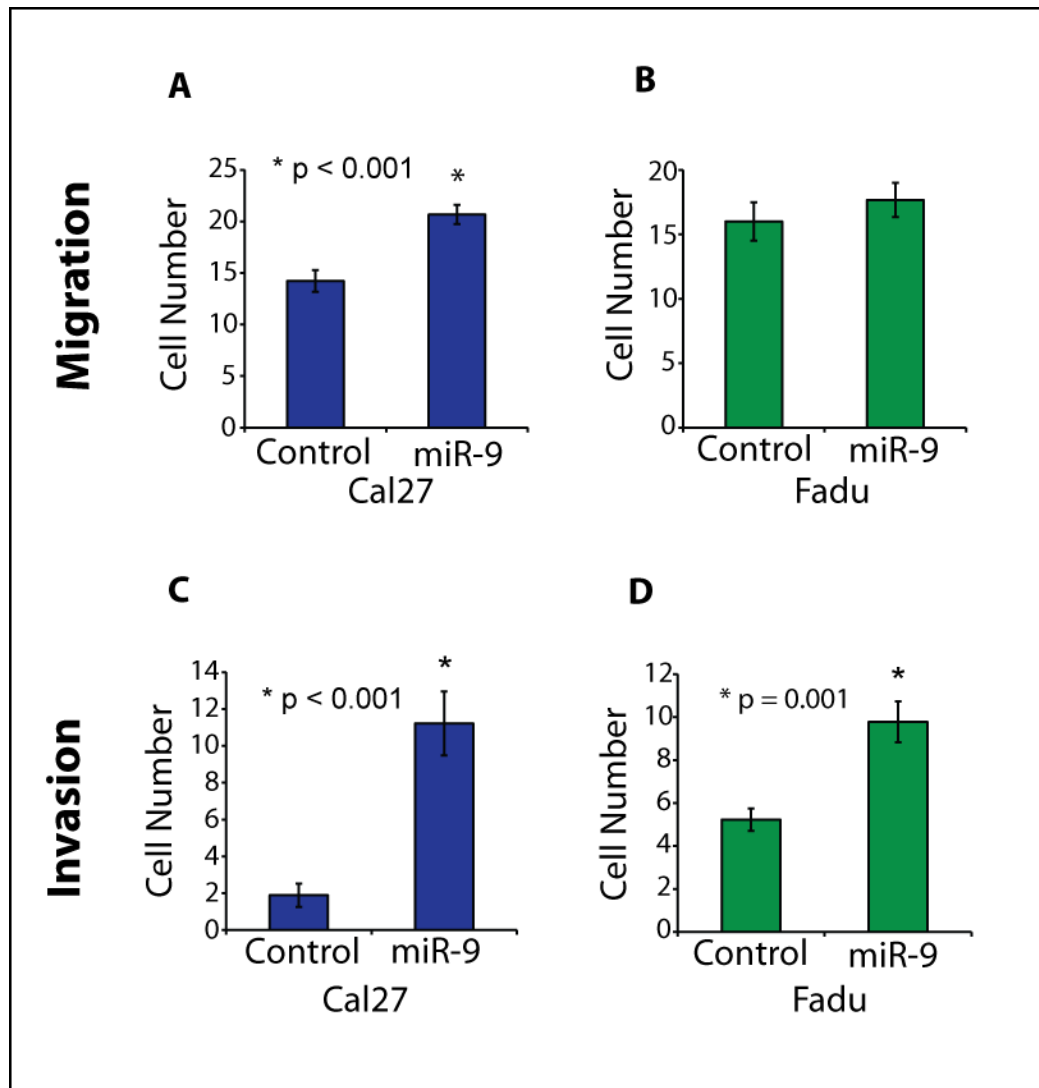 A
B
Migration
* p < 0.001
*
Cell Number
25
20
15
10
5
0
Control miR-9
Cal27
Cell Number
20
15
10
5
0
Control miR-9
Fadu
C
D
Invasion
* p < 0.001
*
Cell Number
14
12
10
8
6
4
2
0
Control miR-9
Cal27
* p = 0.001
*
Cell Number
12
10
8
6
4
2
0
Control miR-9
Fadu